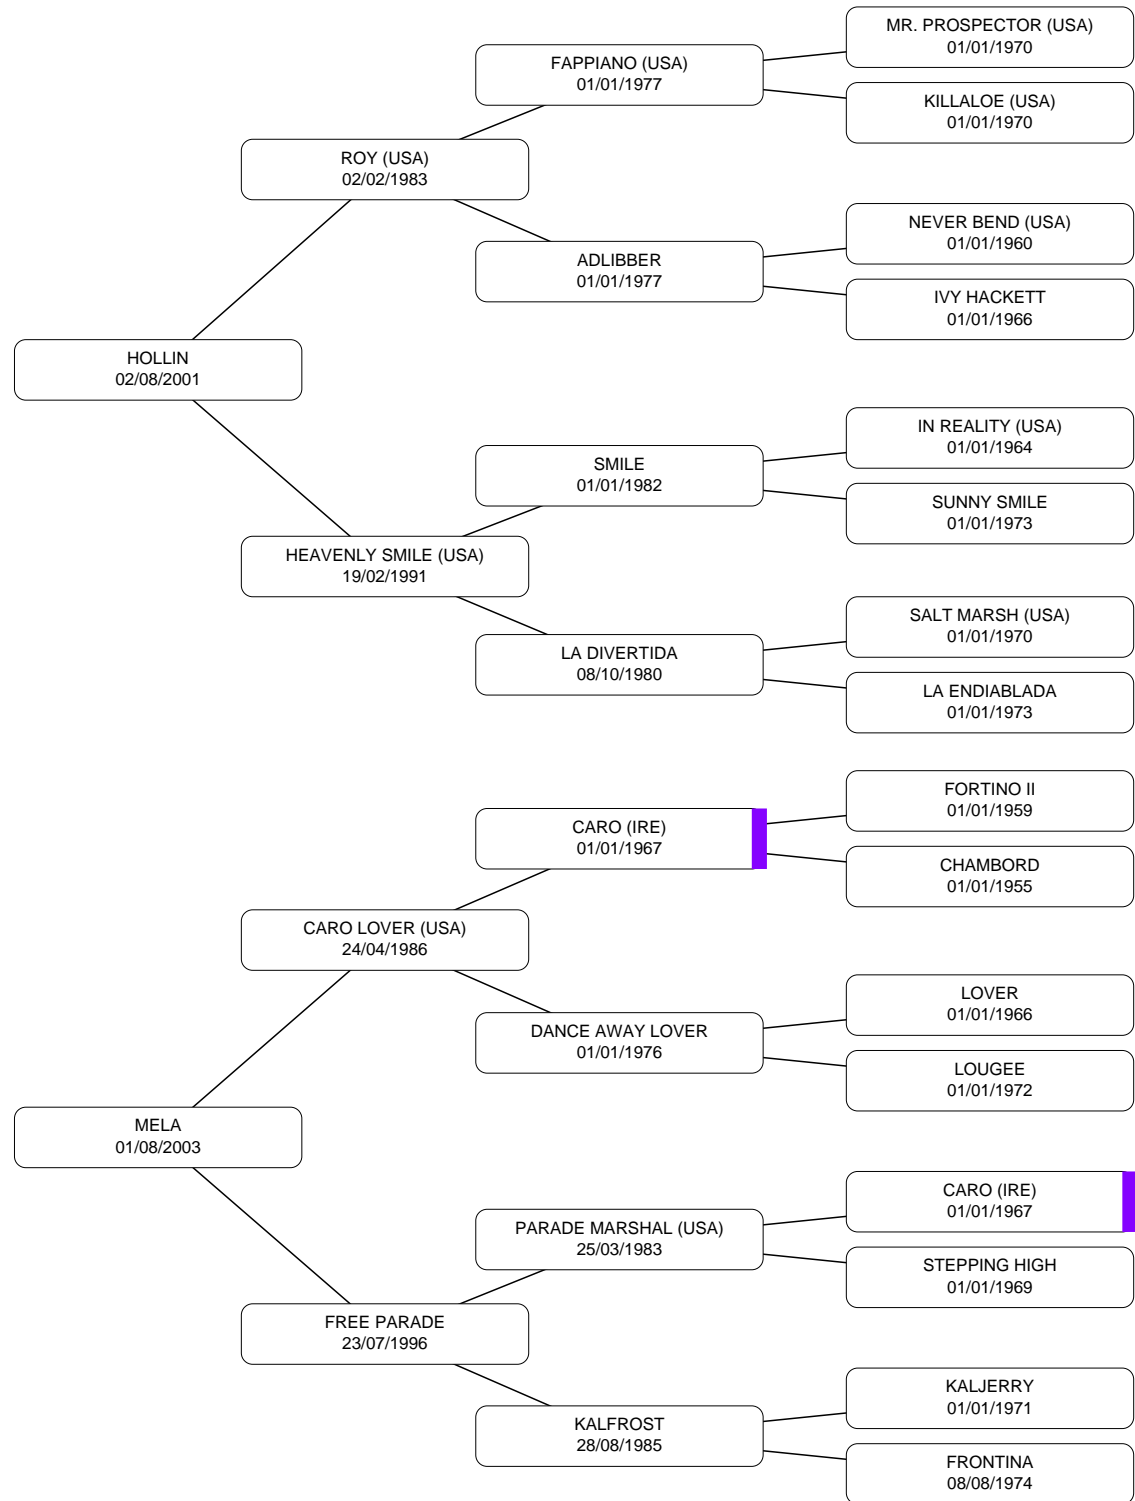 MR. PROSPECTOR (USA)
01/01/1970
FAPPIANO (USA)
01/01/1977
KILLALOE (USA)
01/01/1970
ROY (USA)
02/02/1983
NEVER BEND (USA)
01/01/1960
ADLIBBER
01/01/1977
IVY HACKETT
01/01/1966
HOLLIN
02/08/2001
IN REALITY (USA)
01/01/1964
SMILE
01/01/1982
SUNNY SMILE
01/01/1973
HEAVENLY SMILE (USA)
19/02/1991
SALT MARSH (USA)
01/01/1970
LA DIVERTIDA
08/10/1980
LA ENDIABLADA
01/01/1973
FORTINO II
01/01/1959
CARO (IRE)
01/01/1967
CHAMBORD
01/01/1955
CARO LOVER (USA)
24/04/1986
LOVER
01/01/1966
DANCE AWAY LOVER
01/01/1976
LOUGEE
01/01/1972
MELA
01/08/2003
CARO (IRE)
01/01/1967
PARADE MARSHAL (USA)
25/03/1983
STEPPING HIGH
01/01/1969
FREE PARADE
23/07/1996
KALJERRY
01/01/1971
KALFROST
28/08/1985
FRONTINA
08/08/1974